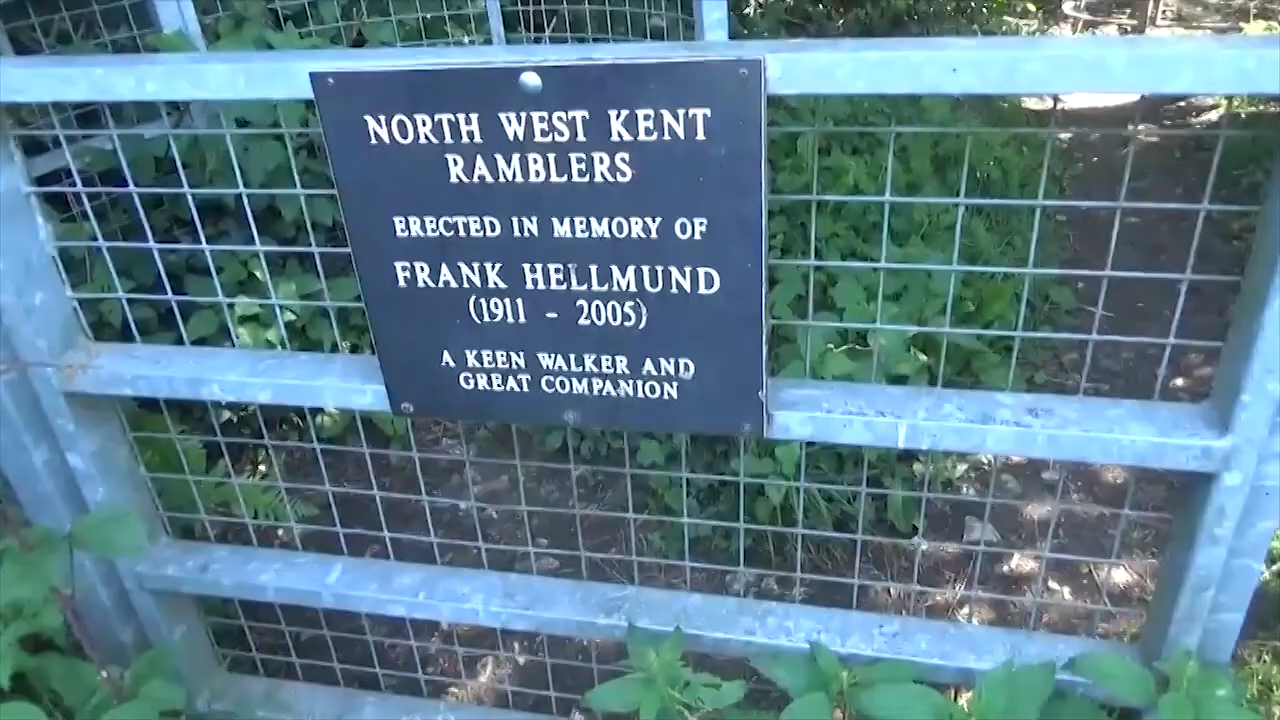 NORTH WEST KENT
RAMBLERS
ERECTED IN MEMORY OF
FRANK HELLMUND
(1911 - 2005)
A KEEN WALKER AND
GREAT COMPANION